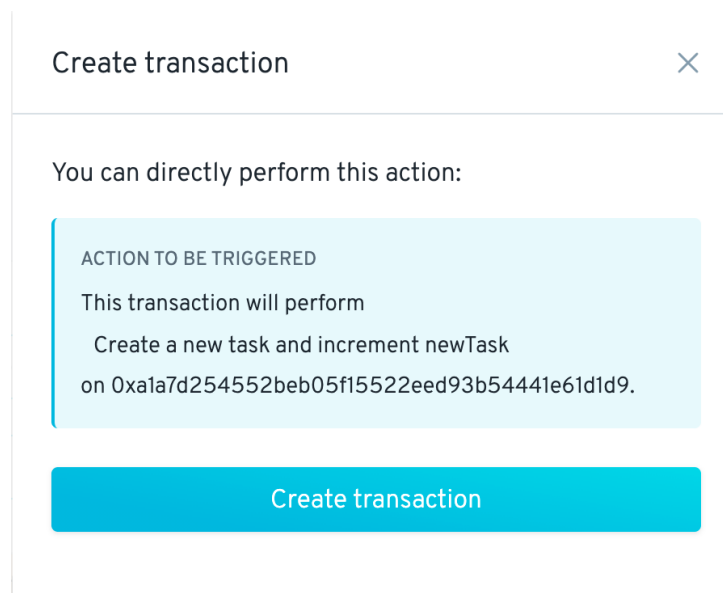 Create transaction
You can directly perform this action:
ACTION TO BE TRIGGERED
This transaction will perform
Create a new task and increment newTask
on 0xa1a7d254552beb05f15522eed93b54441e61d1d9.
Create transaction